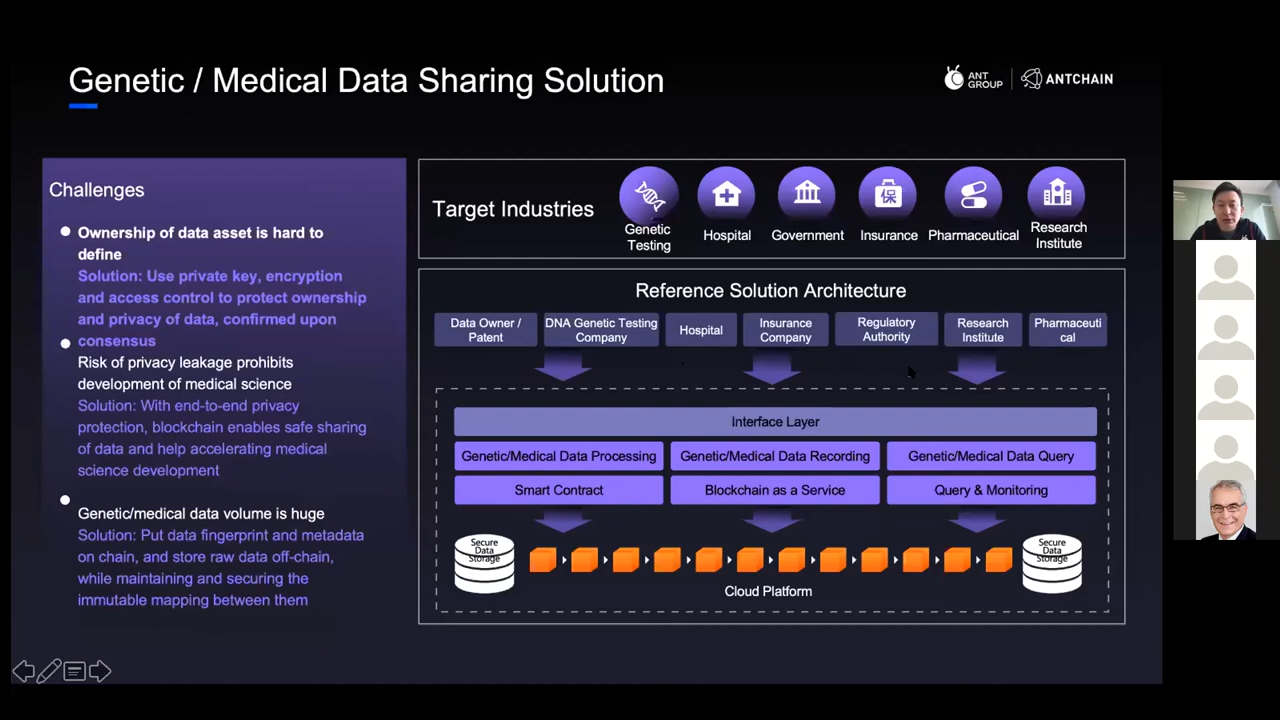 Genetic / Medical Data Sharing Solution
ANT
GROUP
ANTCHAIN
Challenges
Ownership of data asset is hard to
define
Solution: Use private key, encryption
and access control to protect ownership
and privacy of data, confirmed upon
consensus
Risk of privacy leakage prohibits
development of medical science
Solution: With end-to-end privacy
protection, blockchain enables safe sharing
of data and help accelerating medical
science development
Genetic/medical data volume is huge
Solution: Put data fingerprint and metadata
on chain, and store raw data off-chain,
while maintaining and securing the
immutable mapping between them
Target Industries
Genetic
Testing
Hospital
Government
保
Insurance
Pharmaceutical
Research
Institute
Reference Solution Architecture
Data Owner /
Patent
DNA Genetic Testing
Company
Hospital
Insurance
Company
Regulatory
Authority
Research
Institute
Pharmaceuti
cal
Interface Layer
Genetic/Medical Data Processing
Genetic/Medical Data Recording
Genetic/Medical Data Query
Smart Contract
Blockchain as a Service
Query & Monitoring
Secure
Data
Storage
Secure
Data
Storage
Cloud Platform